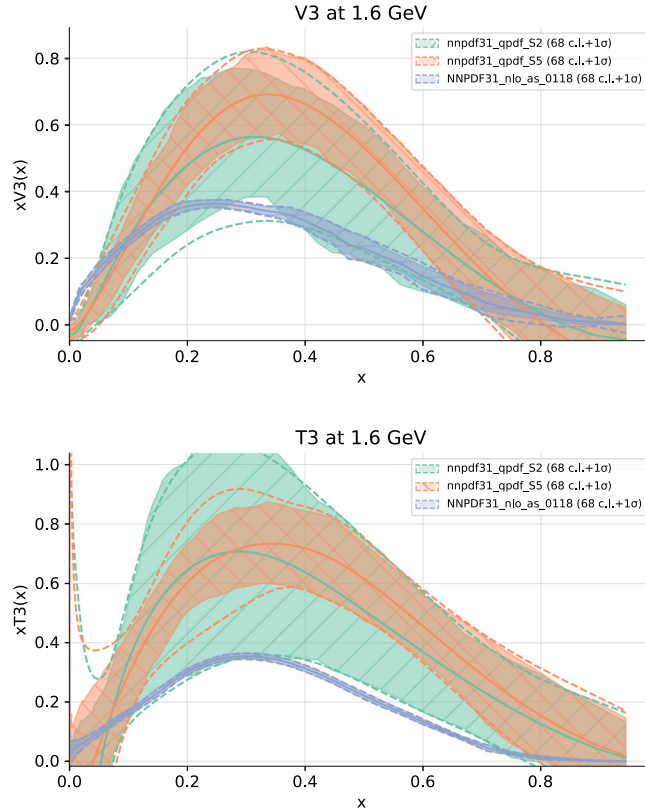 V3 at 1.6 GeV
nnpdf31_qpdf_S2 (68 c.l.+1σ)
nnpdf31_qpdf_S5 (68 c.l.+1σ)
NNPDF31_nlo_as_0118 (68 c.l.+1σ)
xV3(x)
0.8
0.6
0.4
0.2
0.0
0.0 0.2 0.4 0.6 0.8
x
T3 at 1.6 GeV
nnpdf31_qpdf_S2 (68 c.l.+1σ)
nnpdf31_qpdf_S5 (68 c.l.+1σ)
NNPDF31_nlo_as_0118 (68 c.l.+1σ)
xT3(x)
1.0
0.8
0.6
0.4
0.2
0.0
0.0 0.2 0.4 0.6 0.8
x